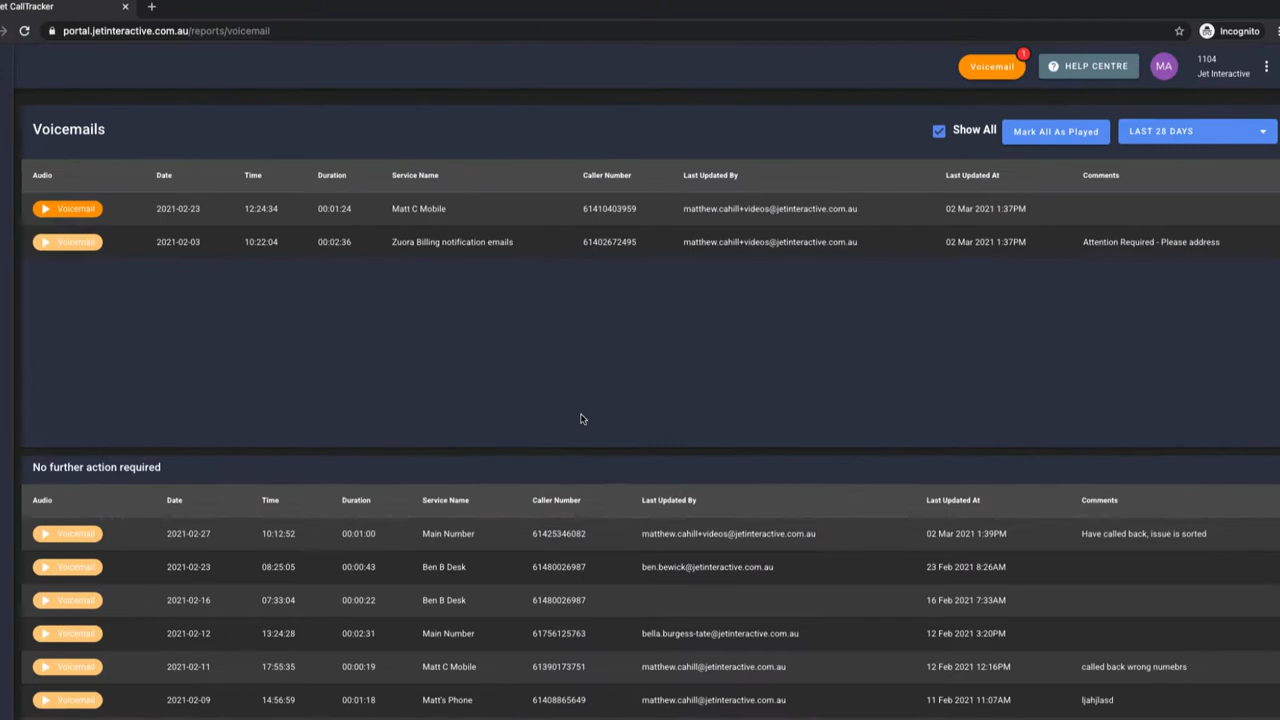 et CallTracker
portal.jetinteractive.com.au/reports/voicemail
Incognito
Voicemail 1
HELP CENTRE
MA
1104
Jet Interactive
Voicemails
Show All
Mark All As Played
LAST 28 DAYS
Audio Date Time Duration Service Name Caller Number Last Updated By Last Updated At Comments
Voicemail 2021-02-23 12:24:34 00:01:24 Matt C Mobile 61410403959 matthew.cahill+videos@jetinteractive.com.au 02 Mar 2021 1:37PM
Voicemail 2021-02-03 10:22:04 00:02:36 Zuora Billing notification emails 61402672495 matthew.cahill+videos@jetinteractive.com.au 02 Mar 2021 1:37PM Attention Required - Please address
No further action required
Audio Date Time Duration Service Name Caller Number Last Updated By Last Updated At Comments
Voicemail 2021-02-27 10:12:52 00:01:00 Main Number 61425346082 matthew.cahill+videos@jetinteractive.com.au 02 Mar 2021 1:39PM Have called back, issue is sorted
Voicemail 2021-02-23 08:25:05 00:00:43 Ben B Desk 61480026987 ben.bewick@jetinteractive.com.au 23 Feb 2021 8:26AM
Voicemail 2021-02-16 07:33:04 00:00:22 Ben B Desk 61480026987 16 Feb 2021 7:33AM
Voicemail 2021-02-12 13:24:28 00:02:31 Main Number 61756125763 bella.burgess-tate@jetinteractive.com.au 12 Feb 2021 3:20PM
Voicemail 2021-02-11 17:55:35 00:00:19 Matt C Mobile 61390173751 matthew.cahill@jetinteractive.com.au 12 Feb 2021 12:16PM called back wrong numebrs
Voicemail 2021-02-09 14:56:59 00:01:18 Matt's Phone 61408865649 matthew.cahill@jetinteractive.com.au 11 Feb 2021 11:07AM ljahjlasd